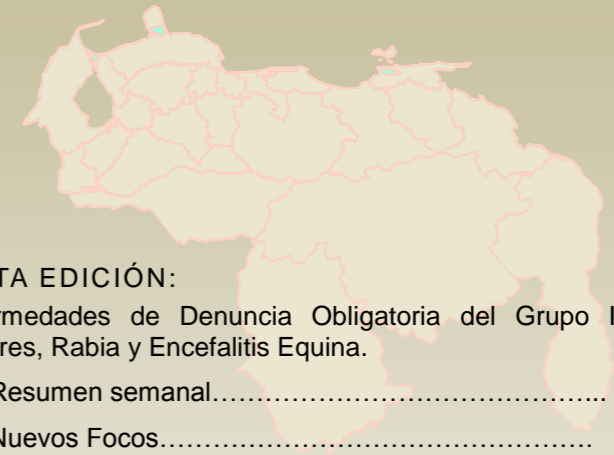 TA EDICIÓN:
rmedades de Denuncia Obligatoria del Grupo I
res, Rabia y Encefalitis Equina.
Resumen semanal……………………………………...
Nuevos Focos………………………………………….